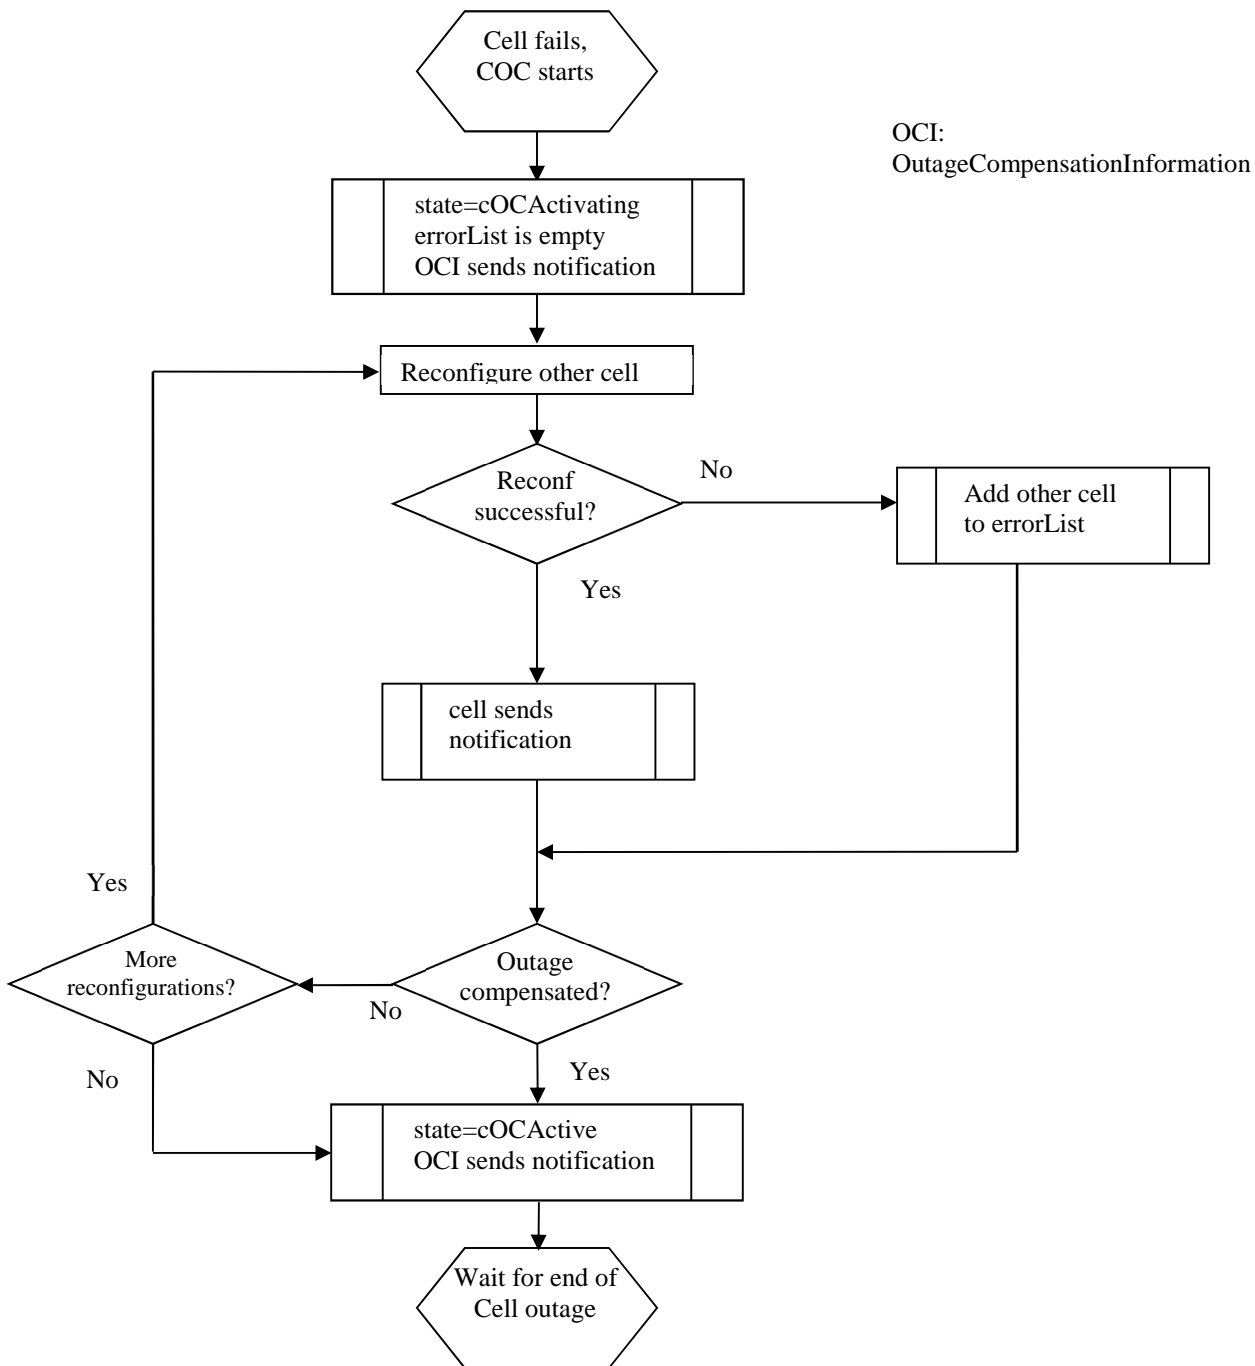 Cell fails,
COC starts
OCI:
OutageCompensationInformation
state=cOCActivating
errorList is empty
OCI sends notification
Reconfigure other cell
Reconf
successful?
No
Add other cell
to errorList
Yes
cell sends
notification
Yes
More
reconfigurations?
Outage
compensated?
No
No
Yes
state=cOCActive
OCI sends notification
Wait for end of
Cell outage